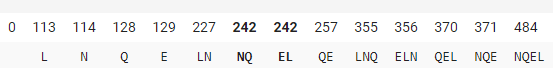 0 113 114 128 129 227 242 242 257 355 356 370 371 484
L N Q E LN NQ EL QE LNQ ELN QEL NQE NQEL